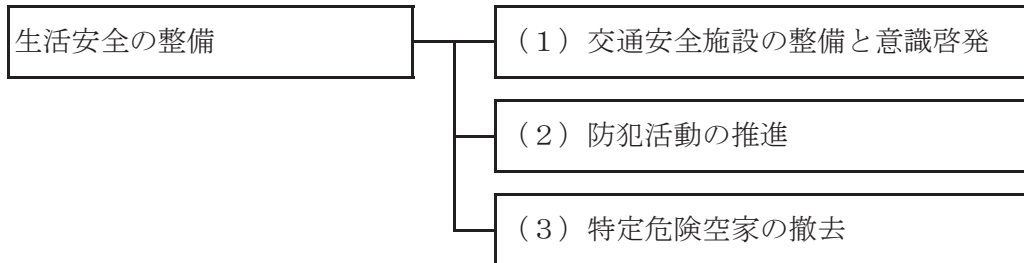 生活安全の整備
（１）交通安全施設の整備と意識啓発
（２）防犯活動の推進
（３）特定危険空家の撤去